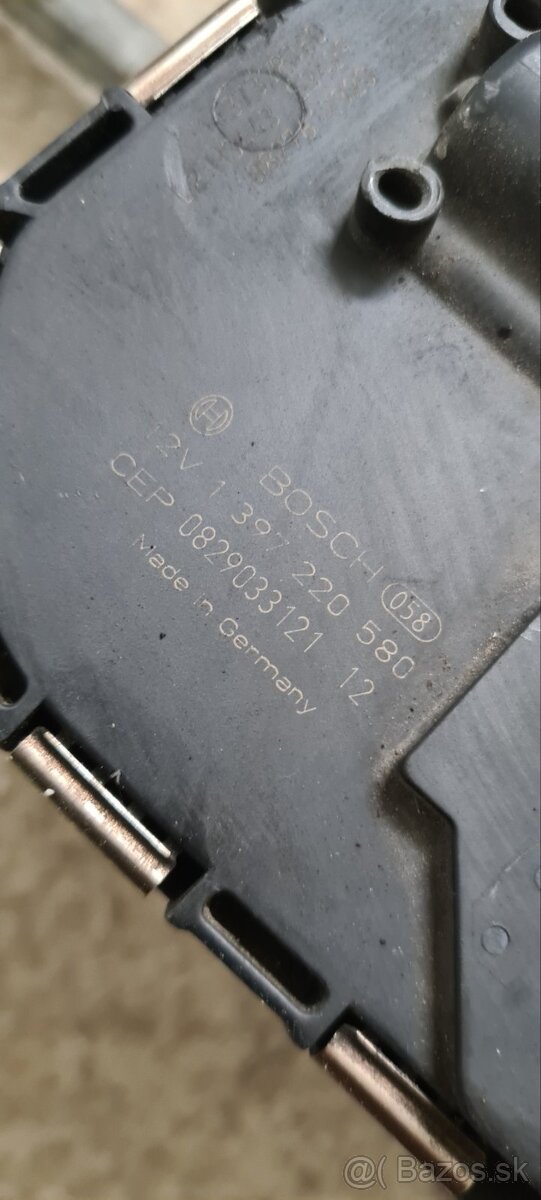 BOSCH 058
12V 1 397 220 580
CEP 0829033121 12
Made in Germany
Bazos.sk